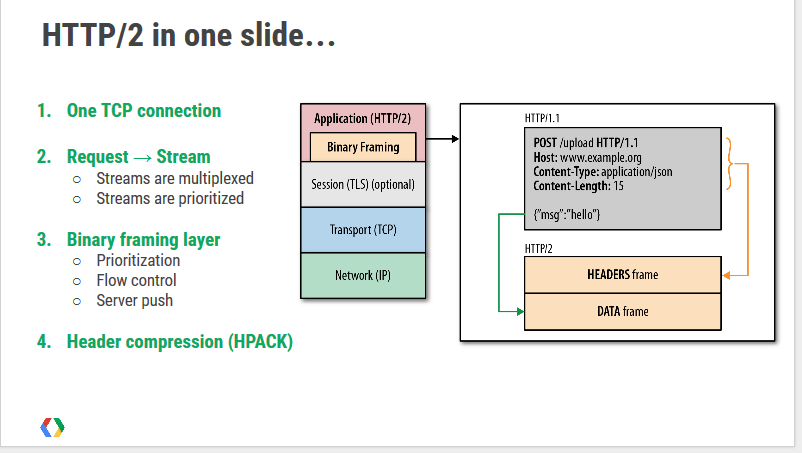 HTTP/2 in one slide...
1. One TCP connection
2. Request → Stream
○ Streams are multiplexed
○ Streams are prioritized
3. Binary framing layer
○ Prioritization
○ Flow control
○ Server push
4. Header compression (HPACK)
Application (HTTP/2)
Binary Framing
Session (TLS) (optional)
Transport (TCP)
Network (IP)
HTTP/1.1
POST /upload HTTP/1.1
Host: www.example.org
Content-Type: application/json
Content-Length: 15
{"msg":"hello"}
HTTP/2
HEADERS frame
DATA frame